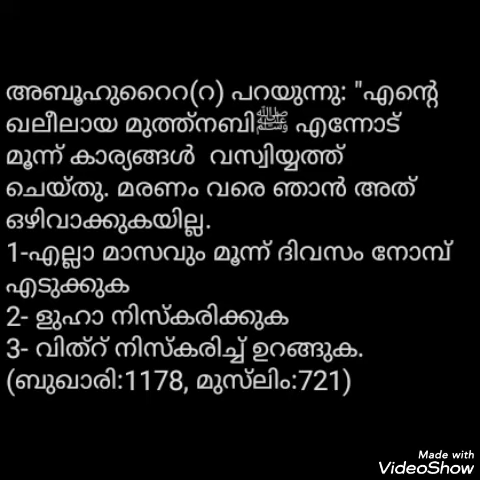 അബൂഹുറൈറ(റ) പറയുന്നു: "എന്റെ
ഖലീലായ മുത്ത്നബിﷺ എന്നോട്
മൂന്ന് കാര്യങ്ങൾ വസ്വിയ്യത്ത്
ചെയ്തു. മരണം വരെ ഞാൻ അത്
ഒഴിവാക്കുകയില്ല.
1-എല്ലാ മാസവും മൂന്ന് ദിവസം നോമ്പ്
എടുക്കുക
2- ളുഹാ നിസ്കരിക്കുക
3- വിത്റ് നിസ്കരിച്ച് ഉറങ്ങുക.
(ബുഖാരി:1178, മുസ്‌ലിം:721)
Made with
VideoShow